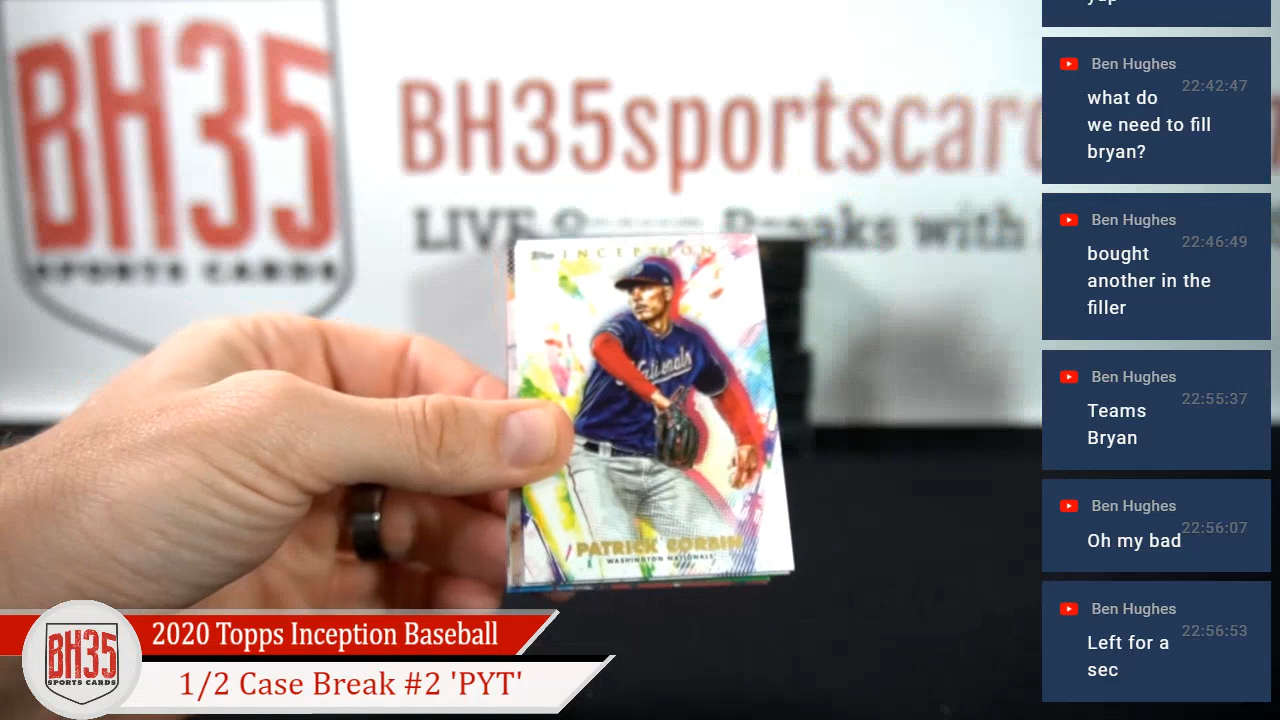 BH35
SPORTS CARDS
BH35sportscard
LIVE
Breaks with
Topps INCEPTION
Nationals
PATRICK CORBIN
WASHINGTON NATIONALS
BH35
SPORTS CARDS
2020 Topps Inception Baseball
1/2 Case Break #2 'PYT'
yup
Ben Hughes
22:42:47
what do
we need to fill
bryan?
Ben Hughes
22:46:49
bought
another in the
filler
Ben Hughes
22:55:37
Teams
Bryan
Ben Hughes
22:56:07
Oh my bad
Ben Hughes
22:56:53
Left for a
sec